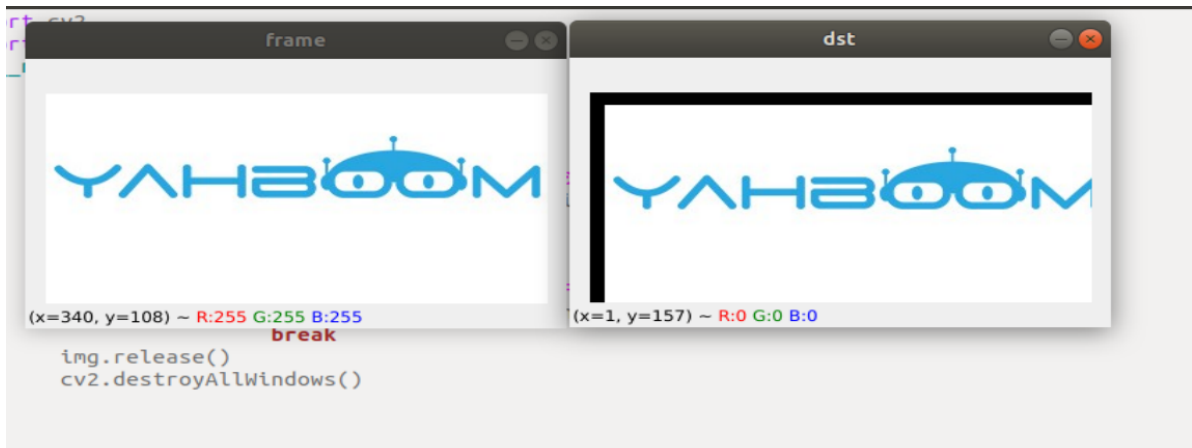 frame
dst
YAHBOOM
YAHBOOM
(x=340, y=108) ~ R:255 G:255 B:255
(x=1, y=157) ~ R:0 G:0 B:0
break
img.release()
cv2.destroyAllWindows()